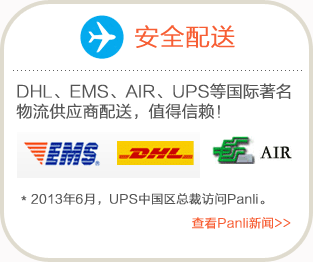 安全配送
DHL、EMS、AIR、UPS等国际著名
物流供应商配送，值得信赖！
EMS DHL AIR
* 2013年6月，UPS中国区总裁访问Panli。
查看Panli新闻>>